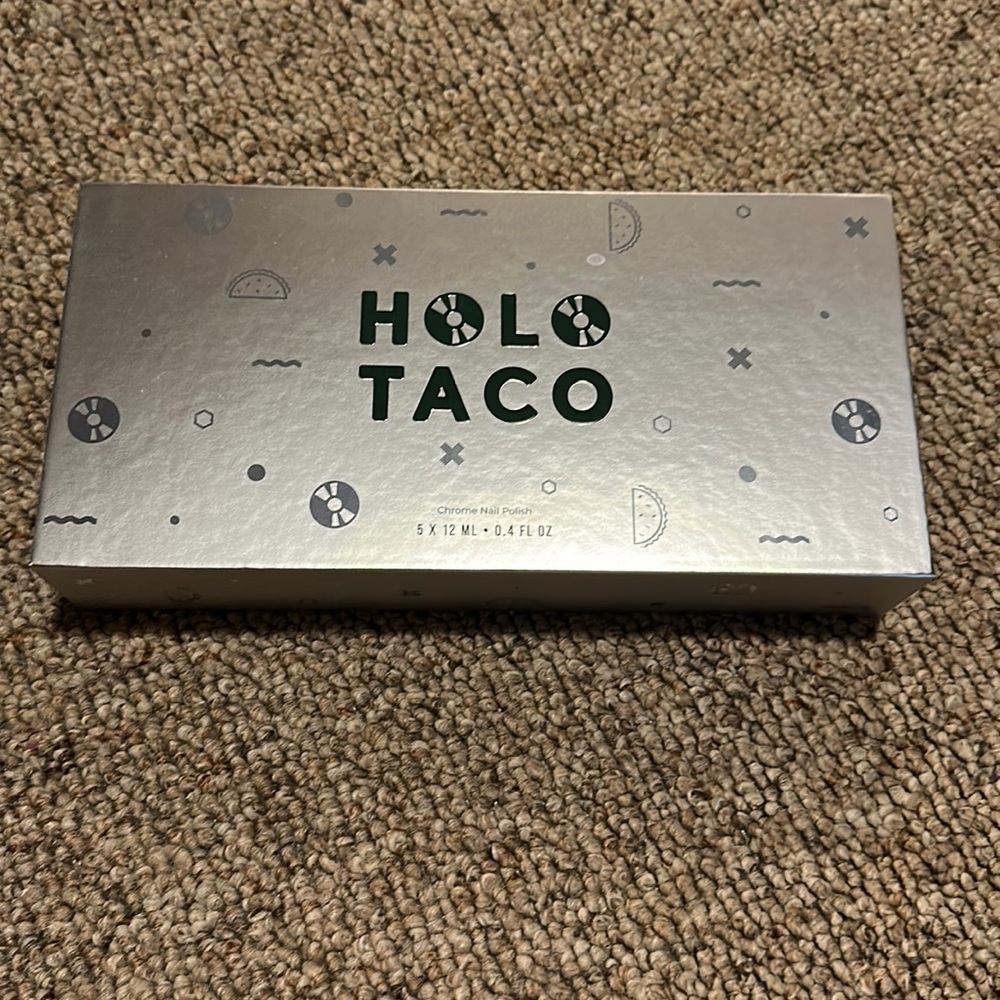 HOLO
TACO
Chrome Nail Polish
5 X 12 ML • 0.4 FL OZ